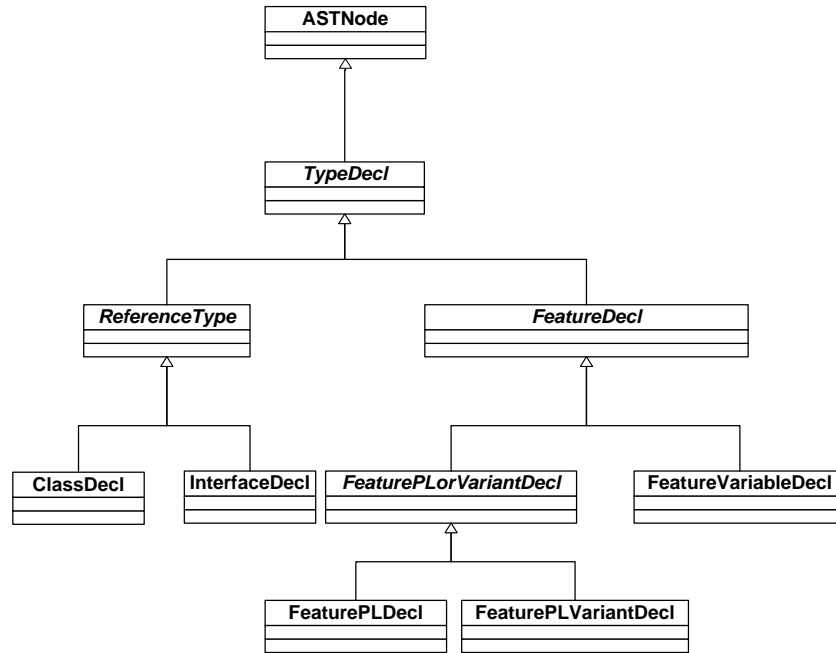 ASTNode
TypeDecl
ReferenceType
FeatureDecl
ClassDecl
InterfaceDecl
FeaturePLorVariantDecl
FeatureVariableDecl
FeaturePLDecl
FeaturePLVariantDecl